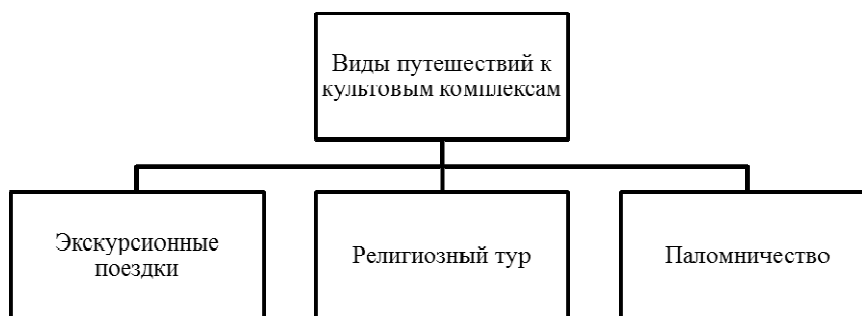 Виды путешествий к
культовым комплексам
Экскурсионные
поездки
Религиозный тур
Паломничество